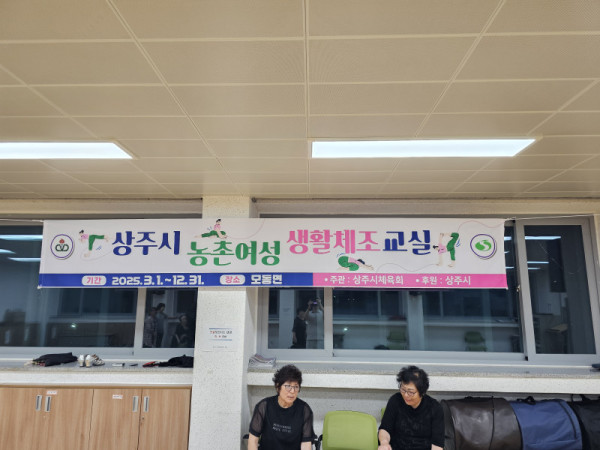 상주시 농촌여성 생활체조교실
기간 2025.3.1.~12.31. 장소 모동면 • 주관 : 상주시체육회 • 후원 : 상주시